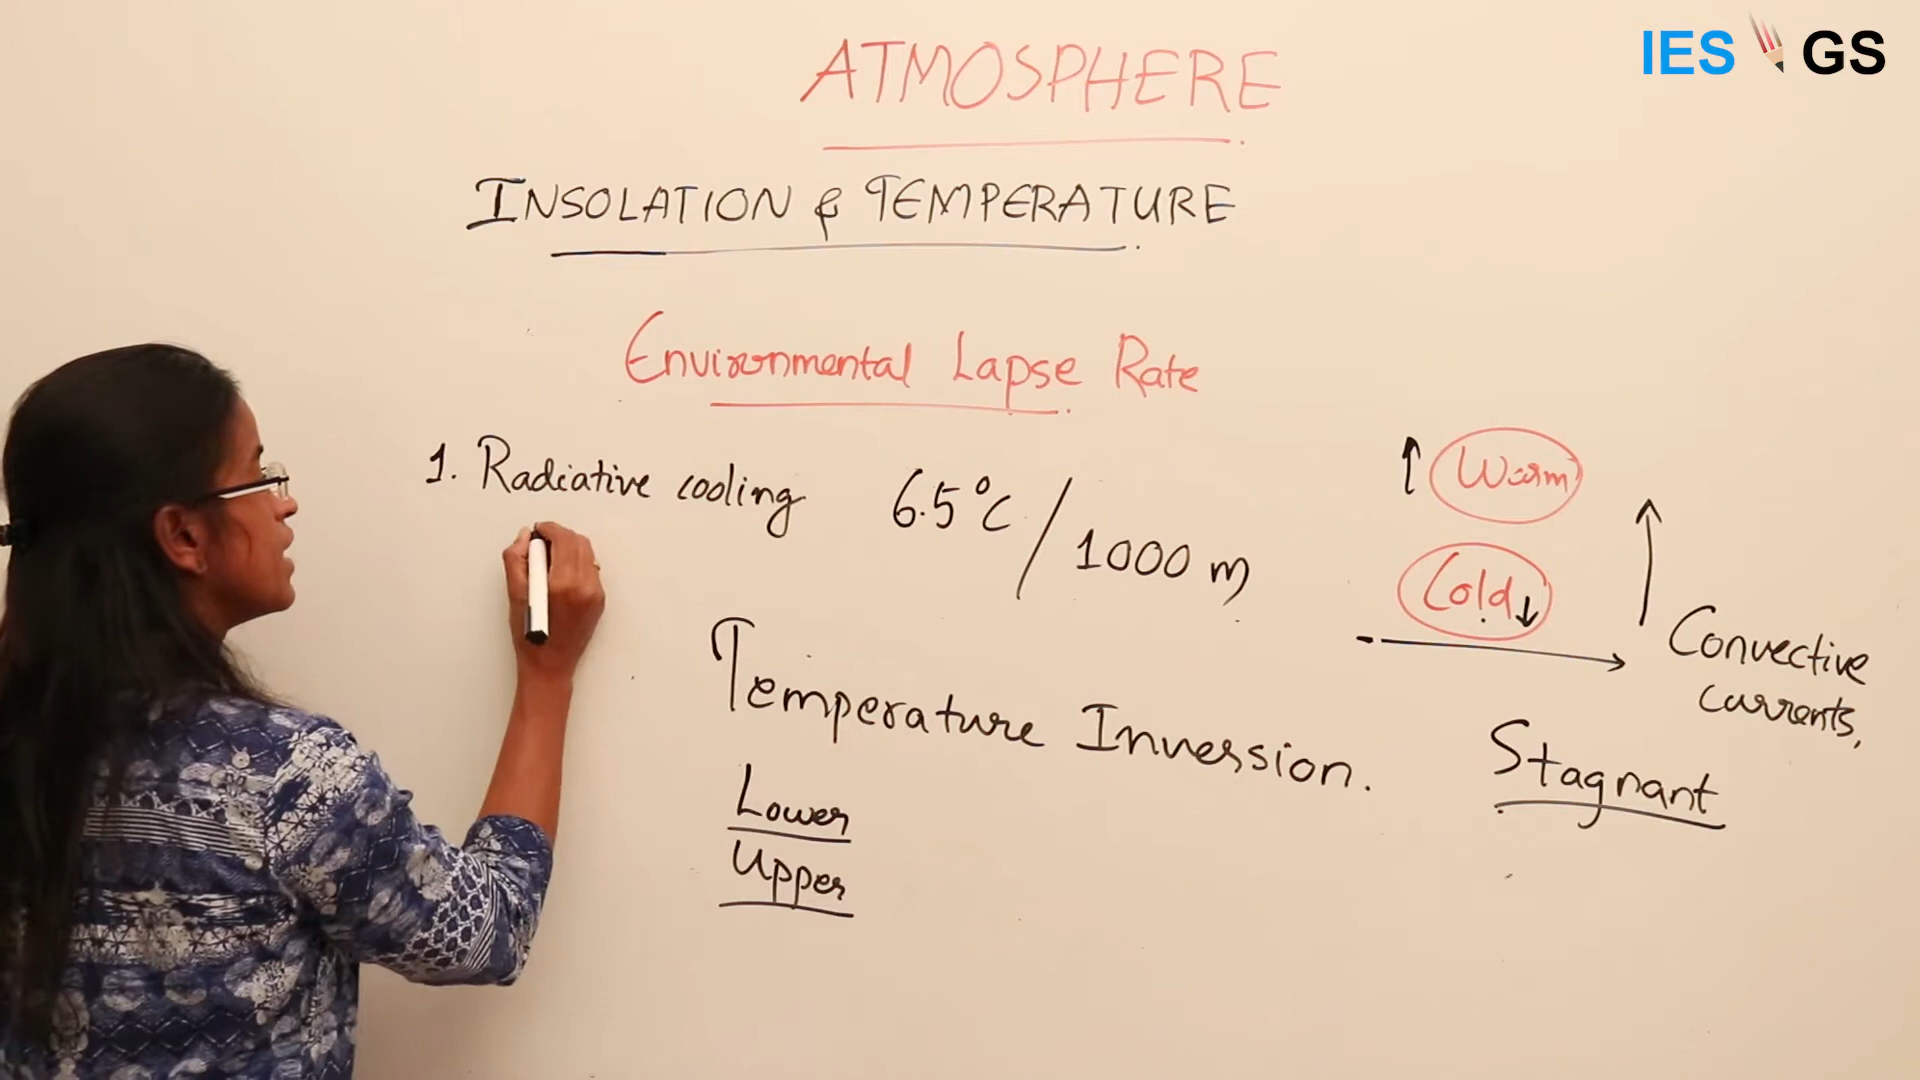 IES GS
ATMOSPHERE
INSOLATION & TEMPERATURE
Environmental Lapse Rate
1. Radiative cooling
6.5°C / 1000 m
Warm
Cold
Convective
currents,
Temperature Inversion.
Stagnant
Lower
Upper